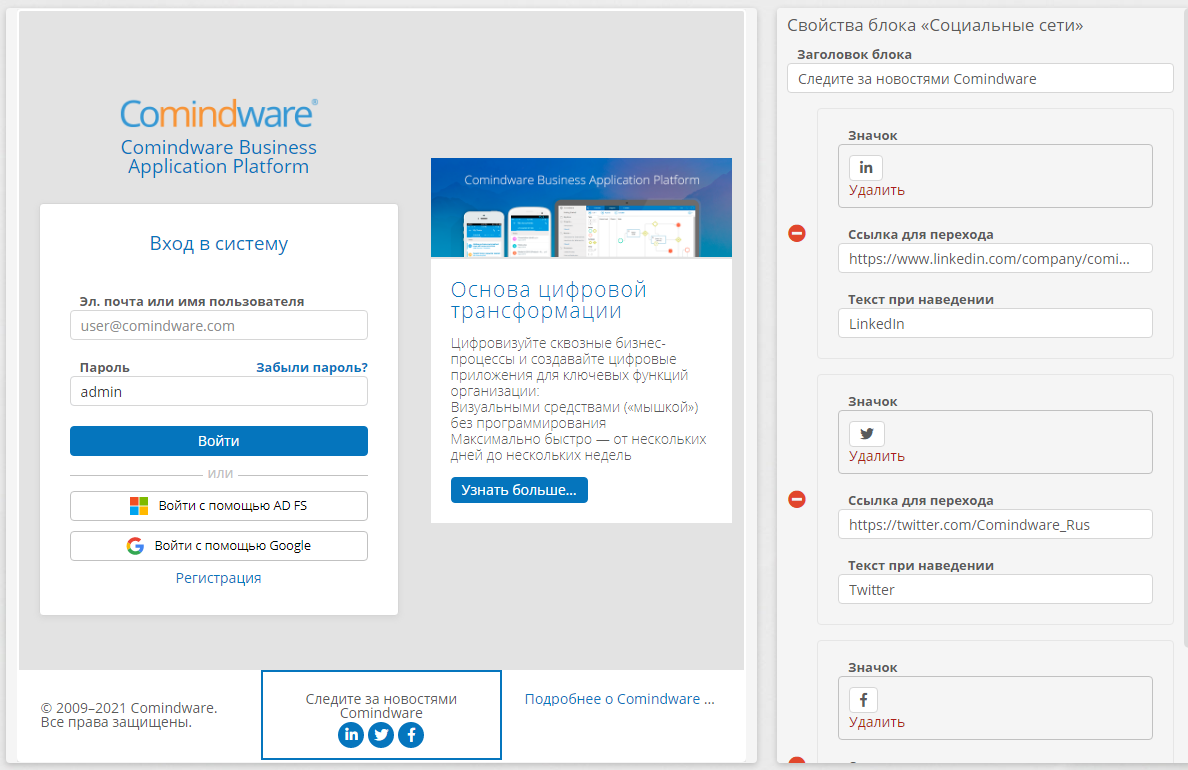 Comindware®
Comindware Business
Application Platform
Вход в систему
Эл. почта или имя пользователя
user@comindware.com
Пароль
Забыли пароль?
admin
Войти
или
Войти с помощью AD FS
Войти с помощью Google
Регистрация
Comindware Business Application Platform
Основа цифровой
трансформации
Цифровизуйте сквозные бизнес-
процессы и создавайте цифровые
приложения для ключевых функций
организации:
Визуальными средствами («мышкой»)
без программирования
Максимально быстро — от нескольких
дней до нескольких недель
Узнать больше...
© 2009–2021 Comindware.
Все права защищены.
Следите за новостями
Comindware
Подробнее о Comindware ...
Свойства блока «Социальные сети»
Заголовок блока
Следите за новостями Comindware
Значок
Удалить
Ссылка для перехода
https://www.linkedin.com/company/comi...
Текст при наведении
LinkedIn
Значок
Удалить
Ссылка для перехода
https://twitter.com/Comindware_Rus
Текст при наведении
Twitter
Значок
Удалить